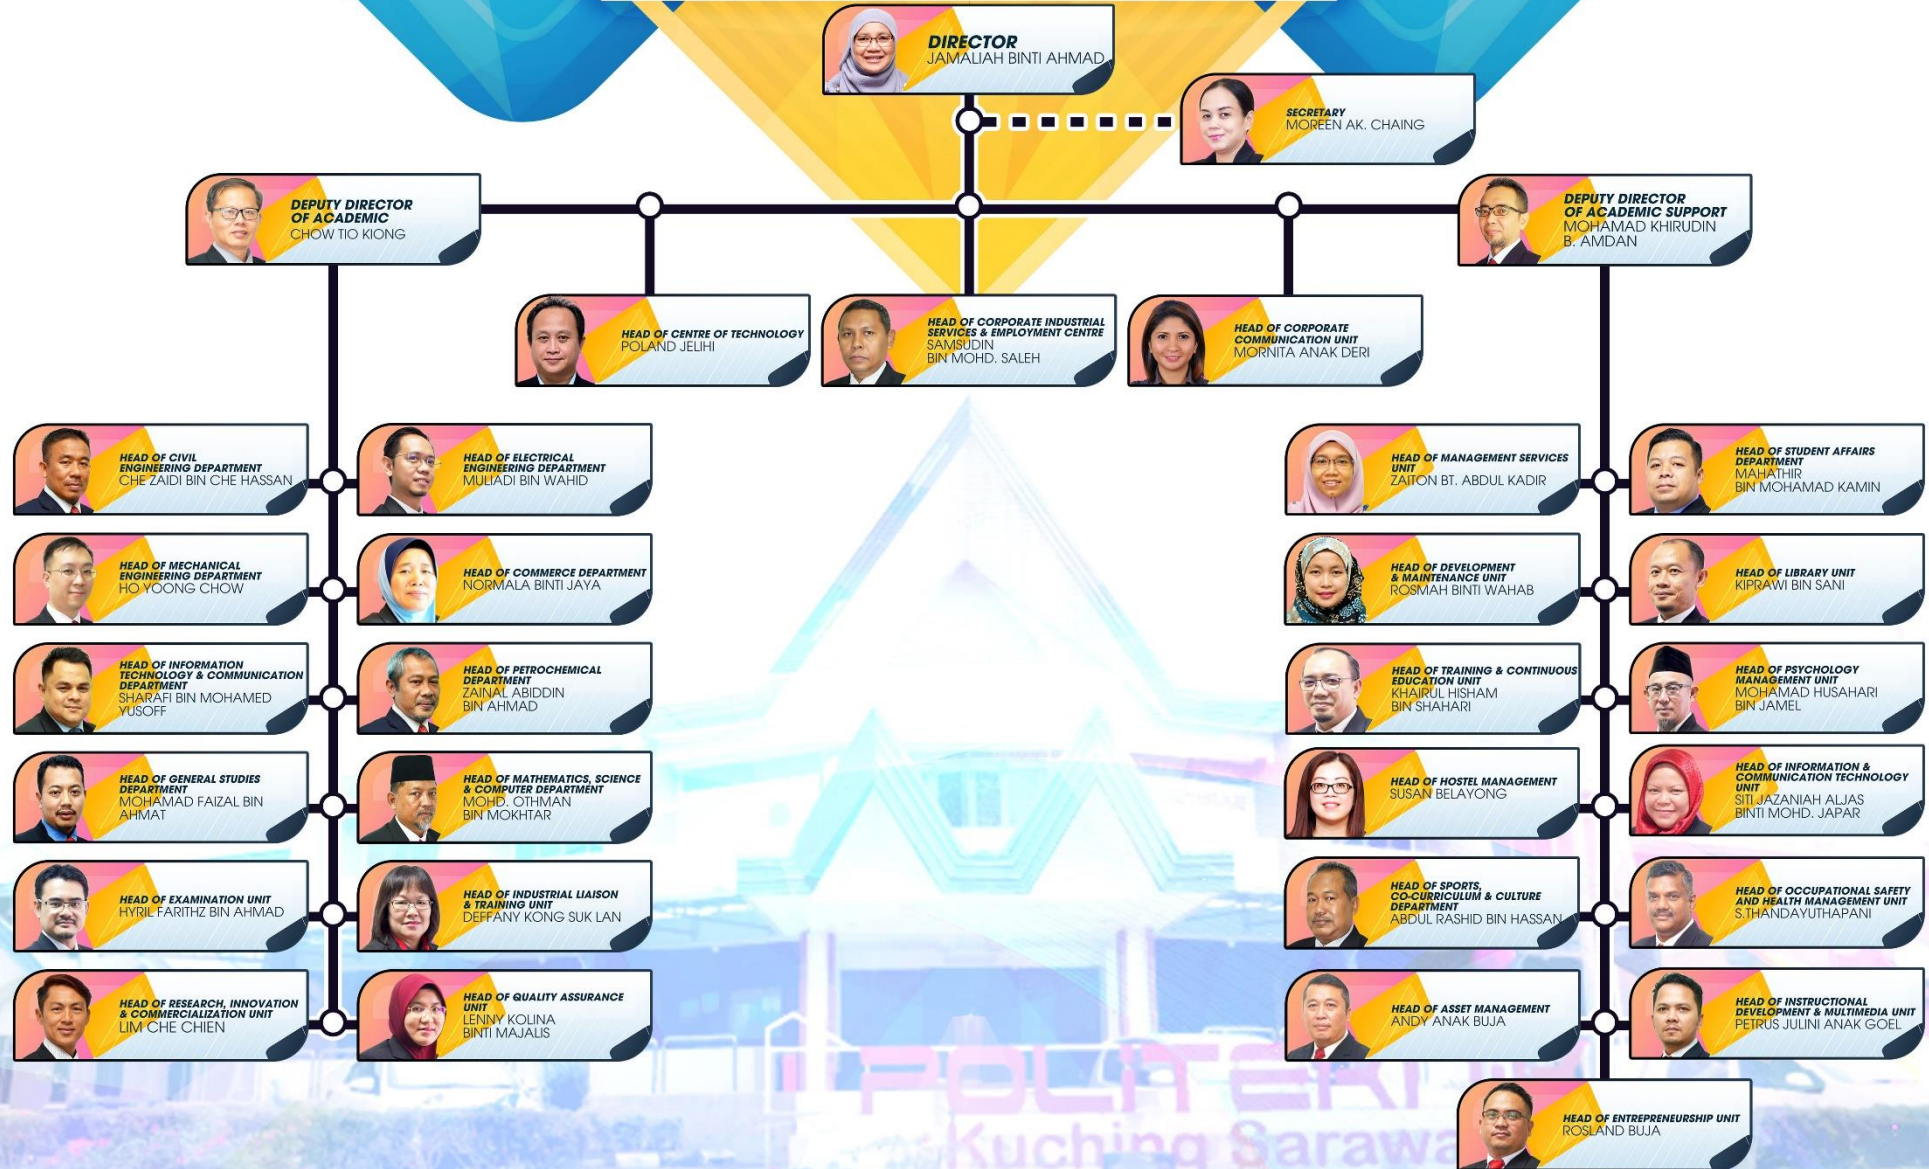 DIRECTOR
JAMALIAH BINTI AHMAD
SECRETARY
MOREEN AK. CHAING
DEPUTY DIRECTOR
OF ACADEMIC
CHOW TIO KIONG
DEPUTY DIRECTOR
OF ACADEMIC SUPPORT
MOHAMAD KHIRUDIN
B. AMDAN
HEAD OF CENTRE OF TECHNOLOGY
POLAND JELIHI
HEAD OF CORPORATE INDUSTRIAL
SERVICES & EMPLOYMENT CENTRE
SAMSUDIN
BIN MOHD. SALEH
HEAD OF CORPORATE
COMMUNICATION UNIT
MORNITA ANAK DERI
HEAD OF CIVIL
ENGINEERING DEPARTMENT
CHE ZAIDI BIN CHE HASSAN
HEAD OF ELECTRICAL
ENGINEERING DEPARTMENT
MULIADI BIN WAHID
HEAD OF MANAGEMENT SERVICES
UNIT
ZAITON BT. ABDUL KADIR
HEAD OF STUDENT AFFAIRS
DEPARTMENT
MAHATHIR
BIN MOHAMAD KAMIN
HEAD OF MECHANICAL
ENGINEERING DEPARTMENT
HO YOONG CHOW
HEAD OF COMMERCE DEPARTMENT
NORMALA BINTI JAYA
HEAD OF DEVELOPMENT
& MAINTENANCE UNIT
ROSMAH BINTI WAHAB
HEAD OF LIBRARY UNIT
KIPRAWI BIN SANI
HEAD OF INFORMATION
TECHNOLOGY & COMMUNICATION
DEPARTMENT
SHARAFI BIN MOHAMED
YUSOFF
HEAD OF PETROCHEMICAL
DEPARTMENT
ZAINAL ABIDDIN
BIN AHMAD
HEAD OF TRAINING & CONTINUOUS
EDUCATION UNIT
KHAIRUL HISHAM
BIN SHAHARI
HEAD OF PSYCHOLOGY
MANAGEMENT UNIT
MOHAMAD HUSAHARI
BIN JAMEL
HEAD OF GENERAL STUDIES
DEPARTMENT
MOHAMAD FAIZAL BIN
AHMAT
HEAD OF MATHEMATICS, SCIENCE
& COMPUTER DEPARTMENT
MOHD. OTHMAN
BIN MOKHTAR
HEAD OF HOSTEL MANAGEMENT
SUSAN BELAYONG
HEAD OF INFORMATION &
COMMUNICATION TECHNOLOGY
UNIT
SITI JAZANIAH ALJAS
BINTI MOHD. JAPAR
HEAD OF EXAMINATION UNIT
HYRIL FARITHZ BIN AHMAD
HEAD OF INDUSTRIAL LIAISON
& TRAINING UNIT
DEFFANY KONG SUK LAN
HEAD OF SPORTS,
CO-CURRICULUM & CULTURE
DEPARTMENT
ABDUL RASHID BIN HASSAN
HEAD OF OCCUPATIONAL SAFETY
AND HEALTH MANAGEMENT UNIT
S.THANDAYUTHAPANI
HEAD OF RESEARCH, INNOVATION
& COMMERCIALIZATION UNIT
LIM CHE CHIEN
HEAD OF QUALITY ASSURANCE
UNIT
LENNY KOLINA
BINTI MAJALIS
HEAD OF ASSET MANAGEMENT
ANDY ANAK BUJA
HEAD OF INSTRUCTIONAL
DEVELOPMENT & MULTIMEDIA UNIT
PETRUS JULINI ANAK GOEL
HEAD OF ENTREPRENEURSHIP UNIT
ROSLAND BUJA
Kuching